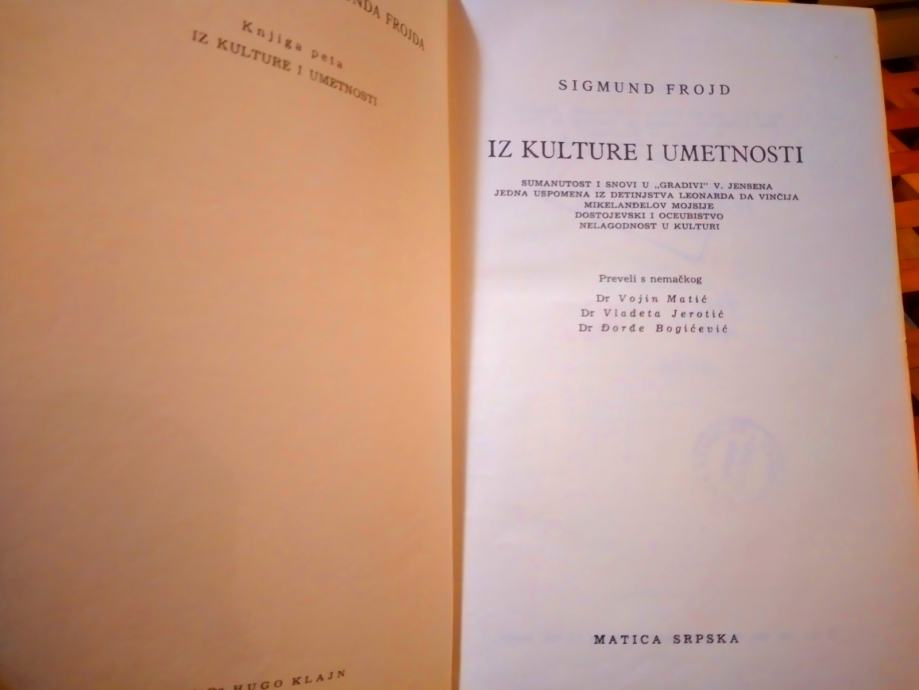 FROJDA
Knjiga peta
IZ KULTURE I UMETNOSTI
HUGO KLAJN
SIGMUND FROJD
IZ KULTURE I UMETNOSTI
SUMANUTOST I SNOVI U „GRADIVI" V. JENSENA
JEDNA USPOMENA IZ DETINJSTVA LEONARDA DA VINČIJA
MIKELANĐELOV MOJSIJE
DOSTOJEVSKI I OCEUBISTVO
NELAGODNOST U KULTURI
Preveli s nemačkog
Dr Vojin Matić
Dr Vladeta Jerotić
Dr Đorđe Bogićević
MATICA SRPSKA